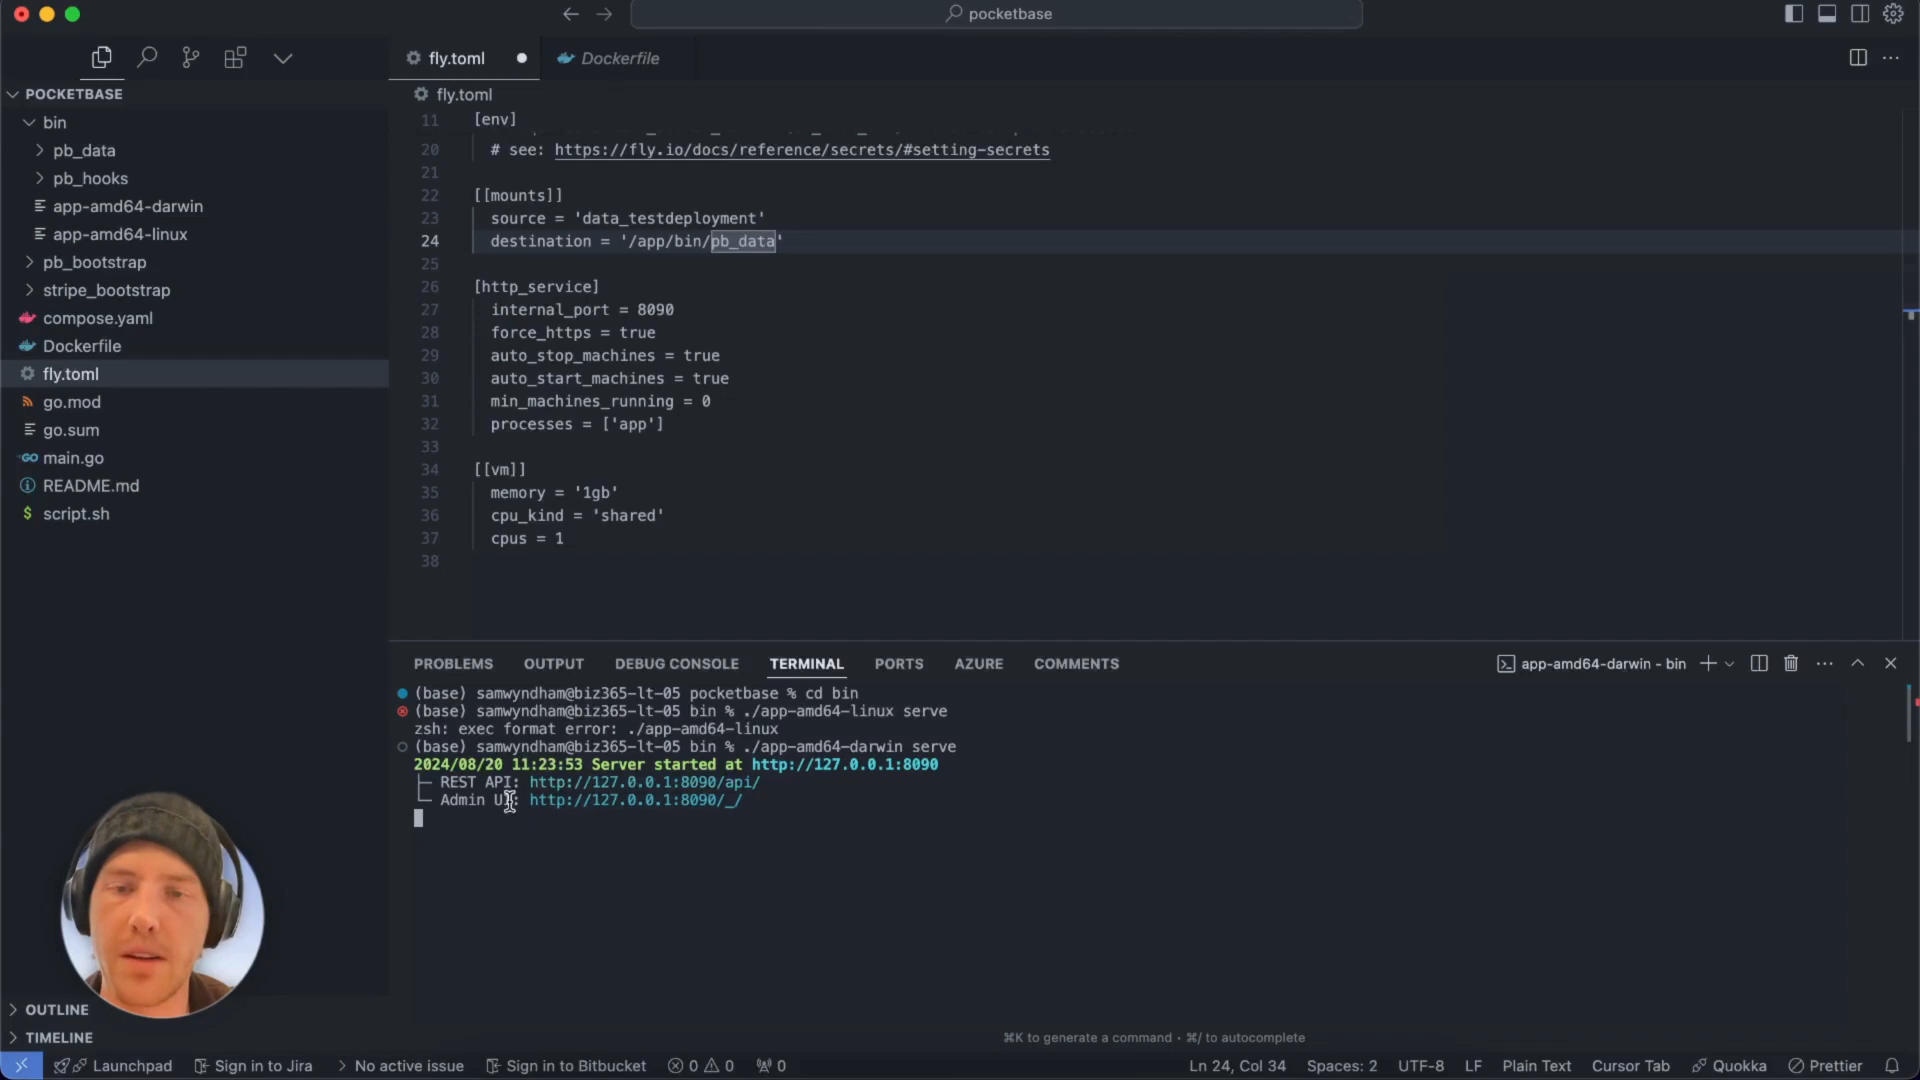 pocketbase
fly.toml
Dockerfile
POCKETBASE
fly.toml
bin
pb_data
pb_hooks
app-amd64-darwin
app-amd64-linux
pb_bootstrap
stripe_bootstrap
compose.yaml
Dockerfile
fly.toml
go.mod
go.sum
main.go
README.md
script.sh
OUTLINE
TIMELINE
11 [env]
20 # see: https://fly.io/docs/reference/secrets/#setting-secrets
21
22 [[mounts]]
23 source = 'data_testdeployment'
24 destination = '/app/bin/pb_data'
25
26 [http_service]
27 internal_port = 8090
28 force_https = true
29 auto_stop_machines = true
30 auto_start_machines = true
31 min_machines_running = 0
32 processes = ['app']
33
34 [[vm]]
35 memory = '1gb'
36 cpu_kind = 'shared'
37 cpus = 1
38
PROBLEMS OUTPUT DEBUG CONSOLE TERMINAL PORTS AZURE COMMENTS app-amd64-darwin - bin
(base) samwyndham@biz365-lt-05 pocketbase % cd bin
(base) samwyndham@biz365-lt-05 bin % ./app-amd64-linux serve
zsh: exec format error: ./app-amd64-linux
(base) samwyndham@biz365-lt-05 bin % ./app-amd64-darwin serve
2024/08/20 11:23:53 Server started at http://127.0.0.1:8090
├─ REST API: http://127.0.0.1:8090/api/
└─ Admin UI: http://127.0.0.1:8090/_/
⌘K to generate a command • ⌘/ to autocomplete
Launchpad Sign in to Jira No active issue Sign in to Bitbucket 0 0 0 Ln 24, Col 34 Spaces: 2 UTF-8 LF Plain Text Cursor Tab Quokka Prettier